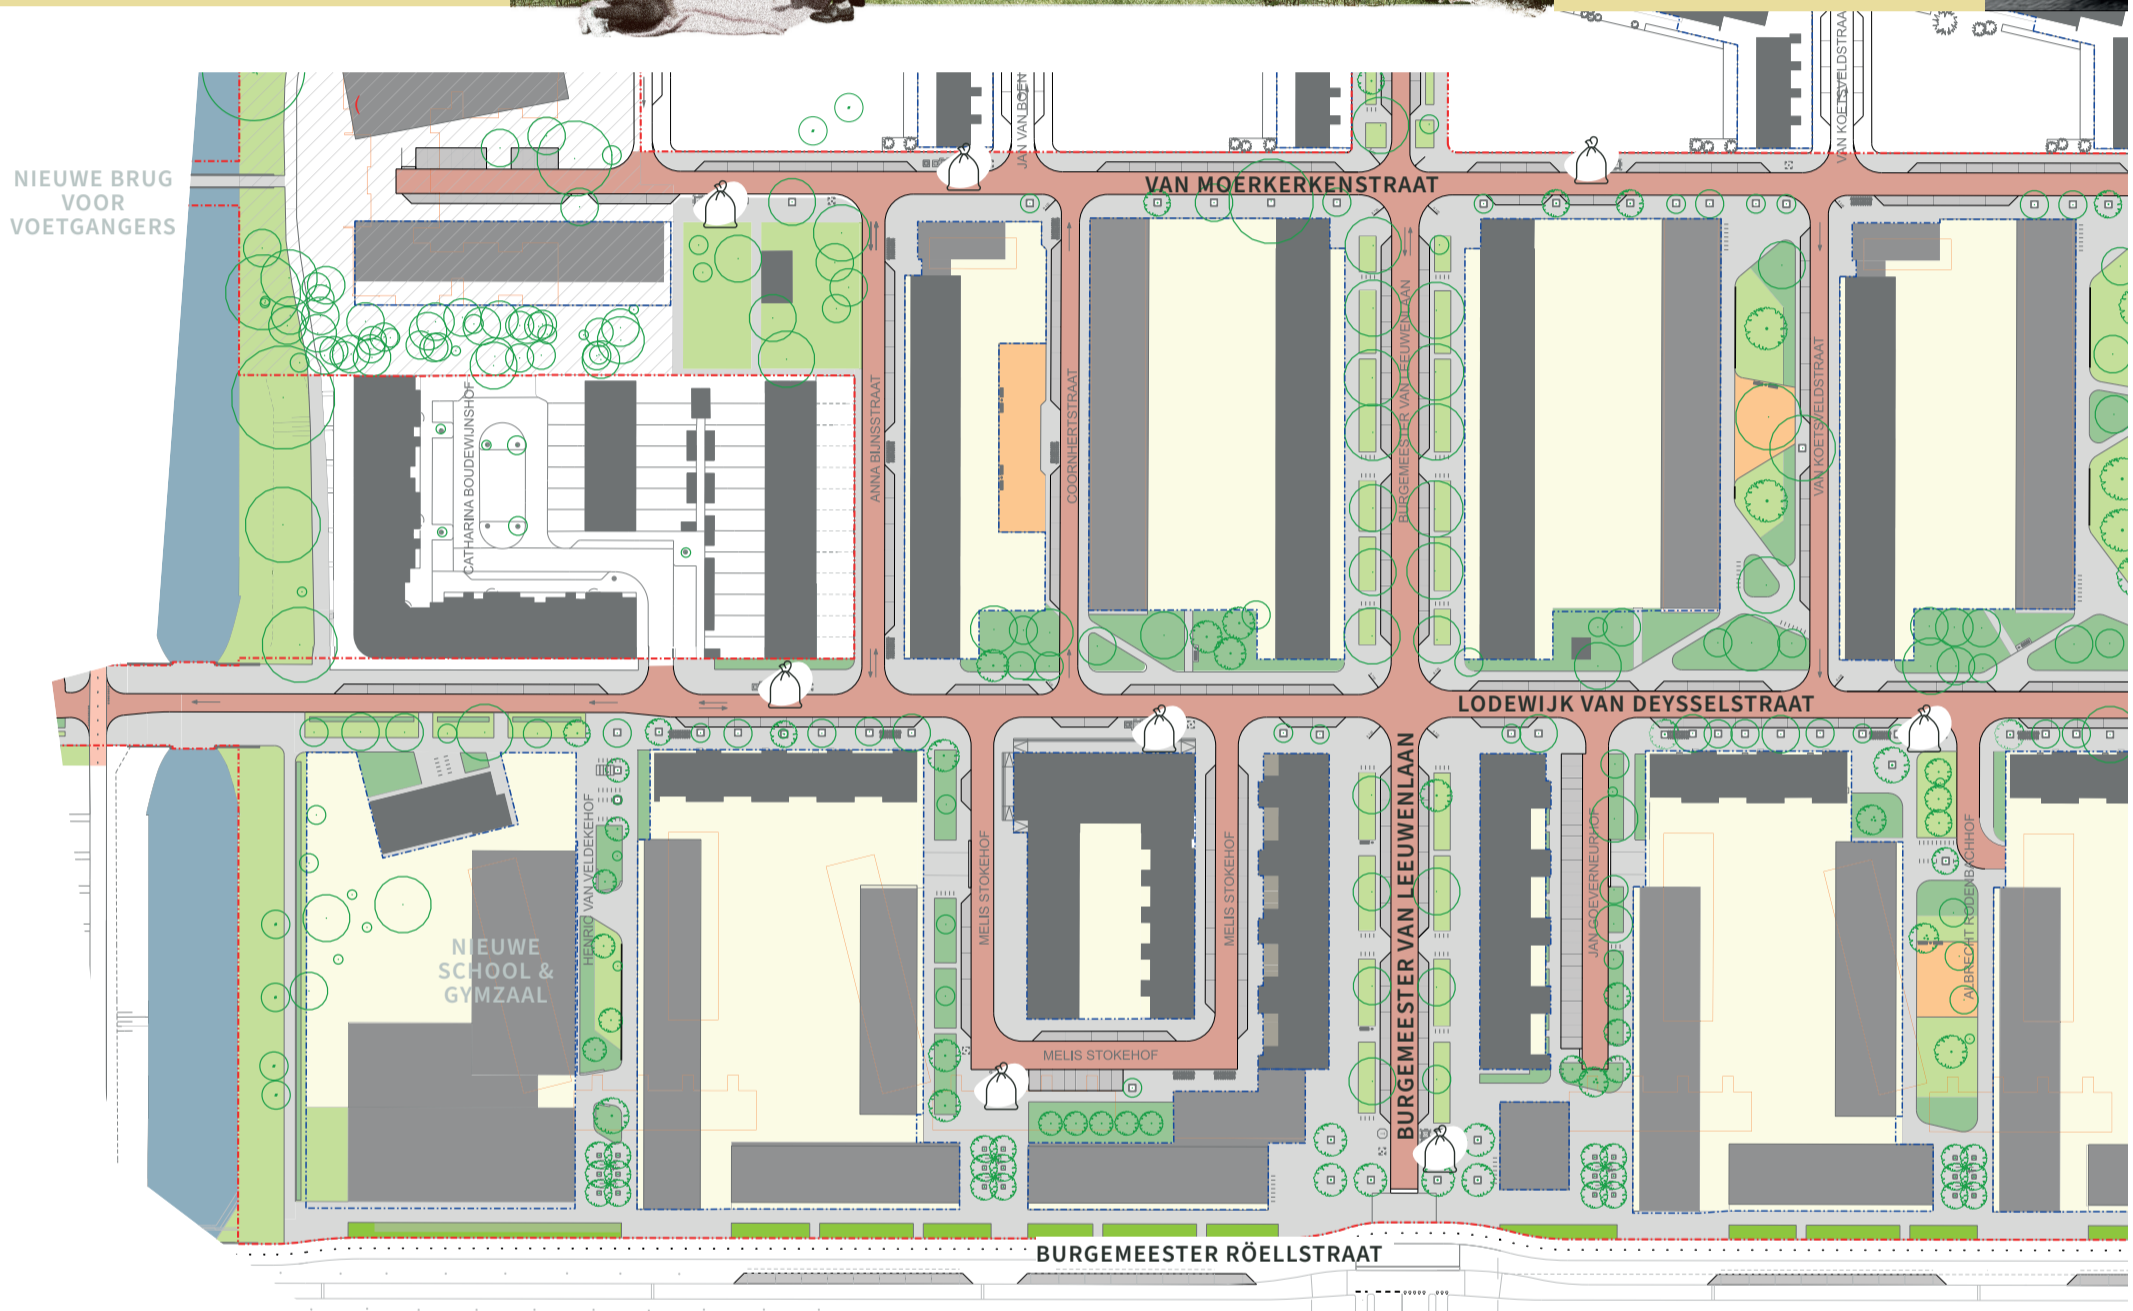 JAN VAN BOEN
VAN KOETSVELDSTRAA
NIEUWE BRUG
VOOR
VOETGANGERS
VAN MOERKERKENSTRAAT
CATHARINA BOUDEWIJNSHOF
ANNA BIJNSSTRAAT
COORNHERTSTRAAT
BURGEMEESTER VAN LEEUWENLAAN
VAN KOETSVELDSTRAAT
LODEWIJK VAN DEYSSELSTRAAT
HENRIC VAN VELDEKEHOF
MELIS STOKEHOF
MELIS STOKEHOF
BURGEMEESTER VAN LEEUWENLAAN
JAN GOEVERNEURHOF
ALBRECHT RODENBACHHOF
NIEUWE
SCHOOL &
GYMZAAL
MELIS STOKEHOF
BURGEMEESTER RÖELLSTRAAT